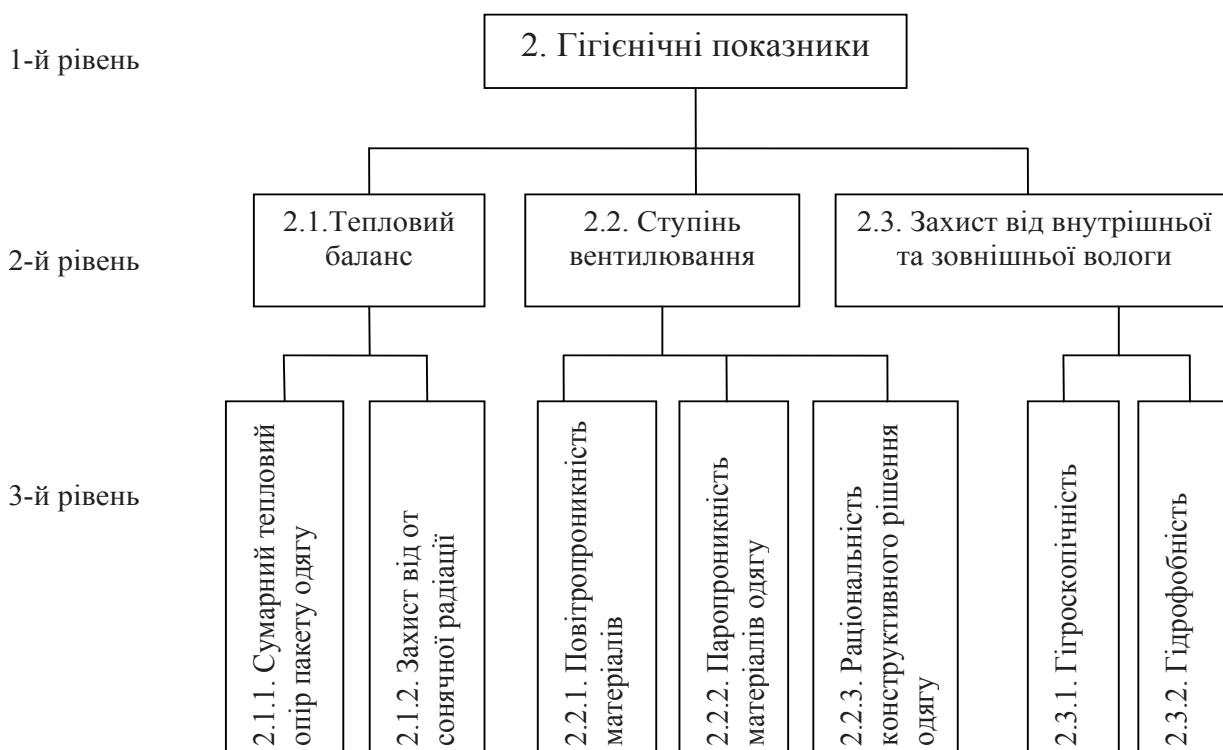 1-й рівень
2. Гігієнічні показники
2-й рівень
2.1.Тепловий
баланс
2.2. Ступінь
вентилювання
2.3. Захист від внутрішньої
та зовнішньої вологи
3-й рівень
2.1.1. Сумарний тепловий
опір пакету одягу
2.1.2. Захист від от
сонячної радіації
2.2.1. Повітропроникність
матеріалів
2.2.2. Паропроникність
матеріалів одягу
2.2.3. Раціональність
конструктивного рішення
одягу
2.3.1. Гігроскопічність
2.3.2. Гідрофобність